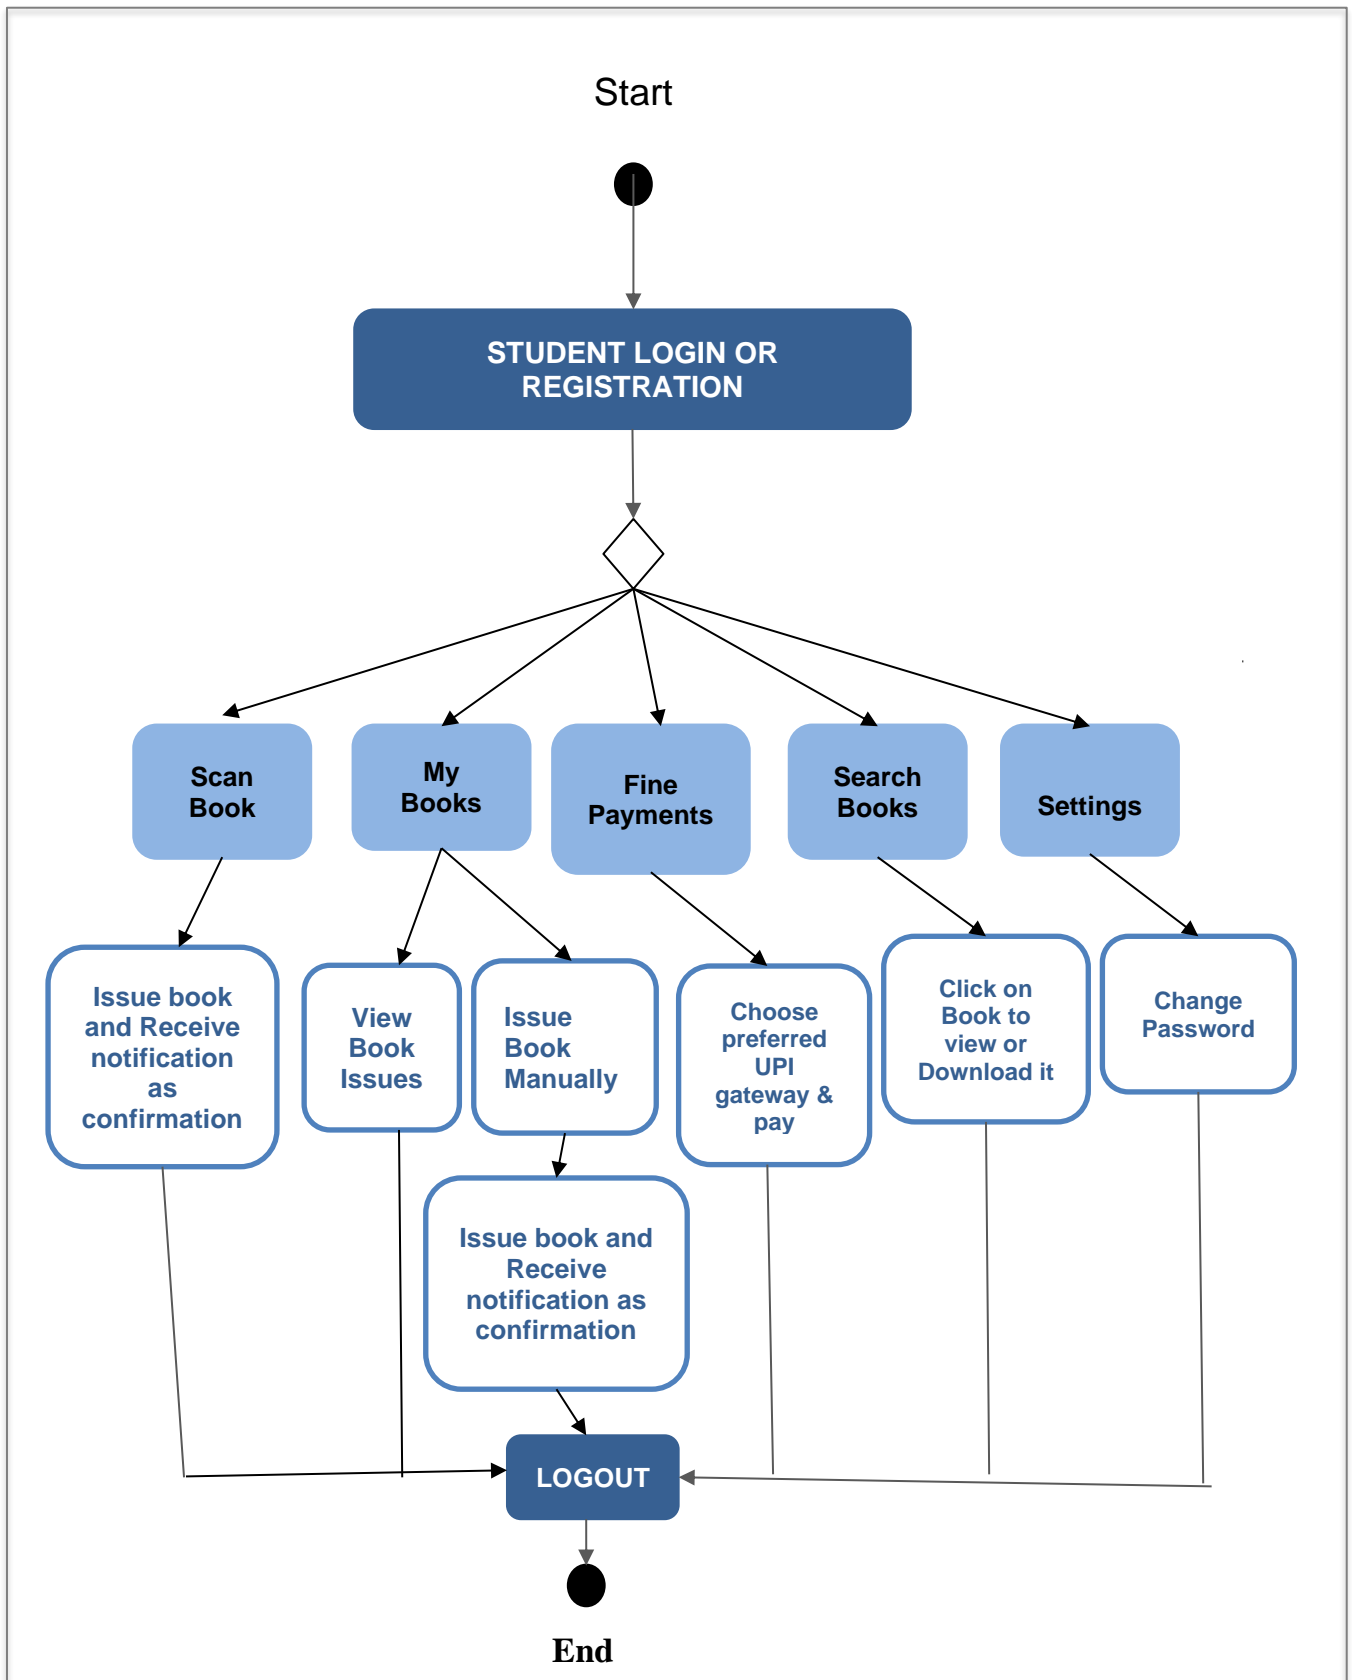 Start
STUDENT LOGIN OR
REGISTRATION
Scan
Book
My
Books
Fine
Payments
Search
Books
Settings
Issue book
and Receive
notification
as
confirmation
View
Book
Issues
Issue
Book
Manually
Choose
preferred
UPI
gateway &
pay
Click on
Book to
view or
Download it
Change
Password
Issue book and
Receive
notification as
confirmation
LOGOUT
End